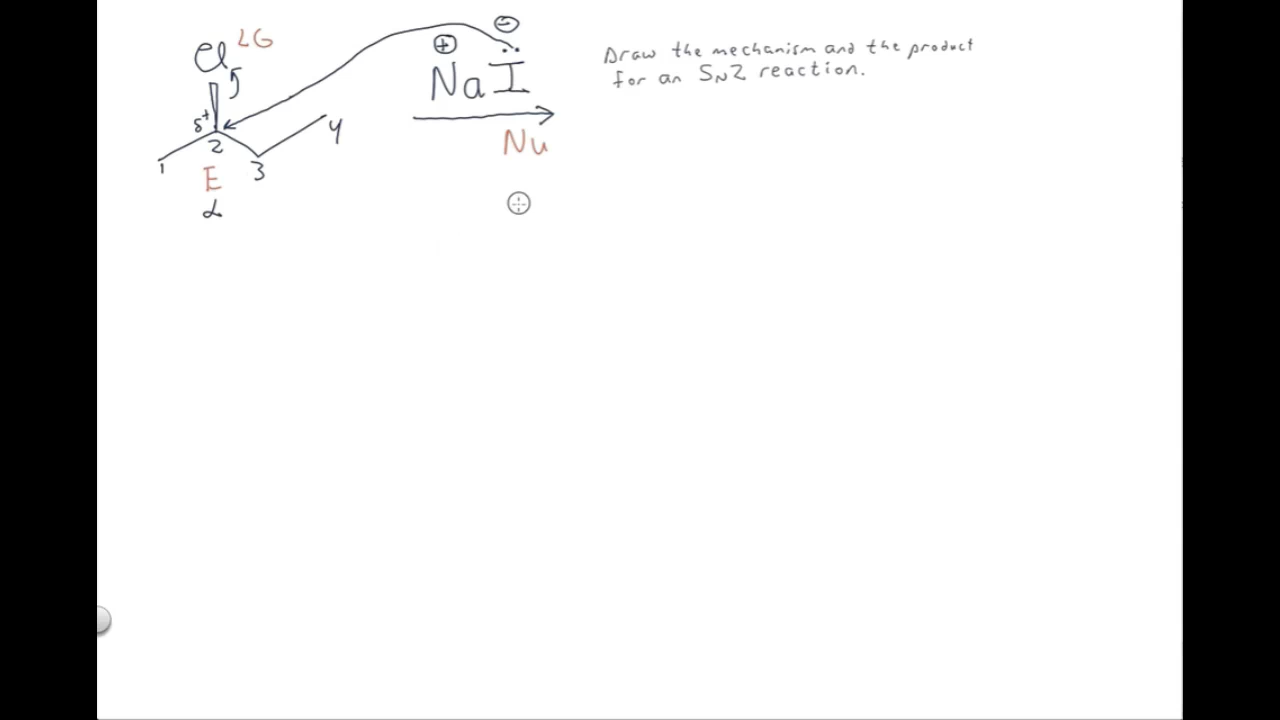 Cl LG
⊕ ⊖
Na I
Draw the mechanism and the product
for an SN2 reaction.
δ+
1 2 3 4
Nu
E
α